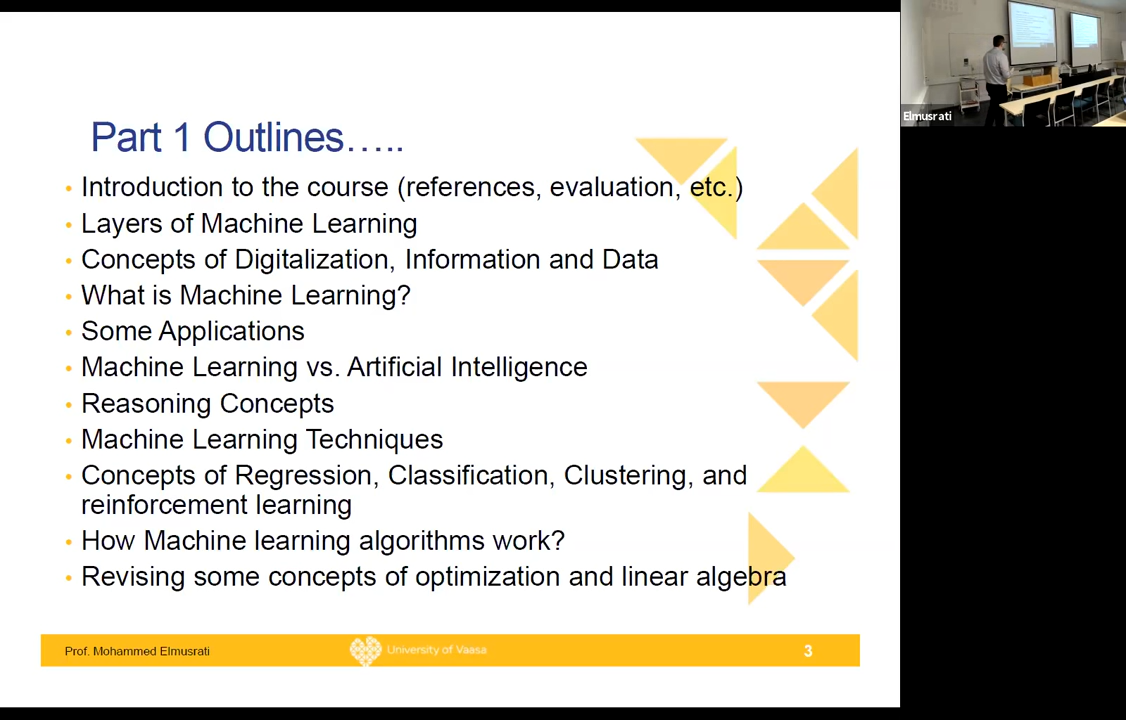 Part 1 Outlines…..
• Introduction to the course (references, evaluation, etc.)
• Layers of Machine Learning
• Concepts of Digitalization, Information and Data
• What is Machine Learning?
• Some Applications
• Machine Learning vs. Artificial Intelligence
• Reasoning Concepts
• Machine Learning Techniques
• Concepts of Regression, Classification, Clustering, and
reinforcement learning
• How Machine learning algorithms work?
• Revising some concepts of optimization and linear algebra
Prof. Mohammed Elmusrati
University of Vaasa
3
Elmusrati